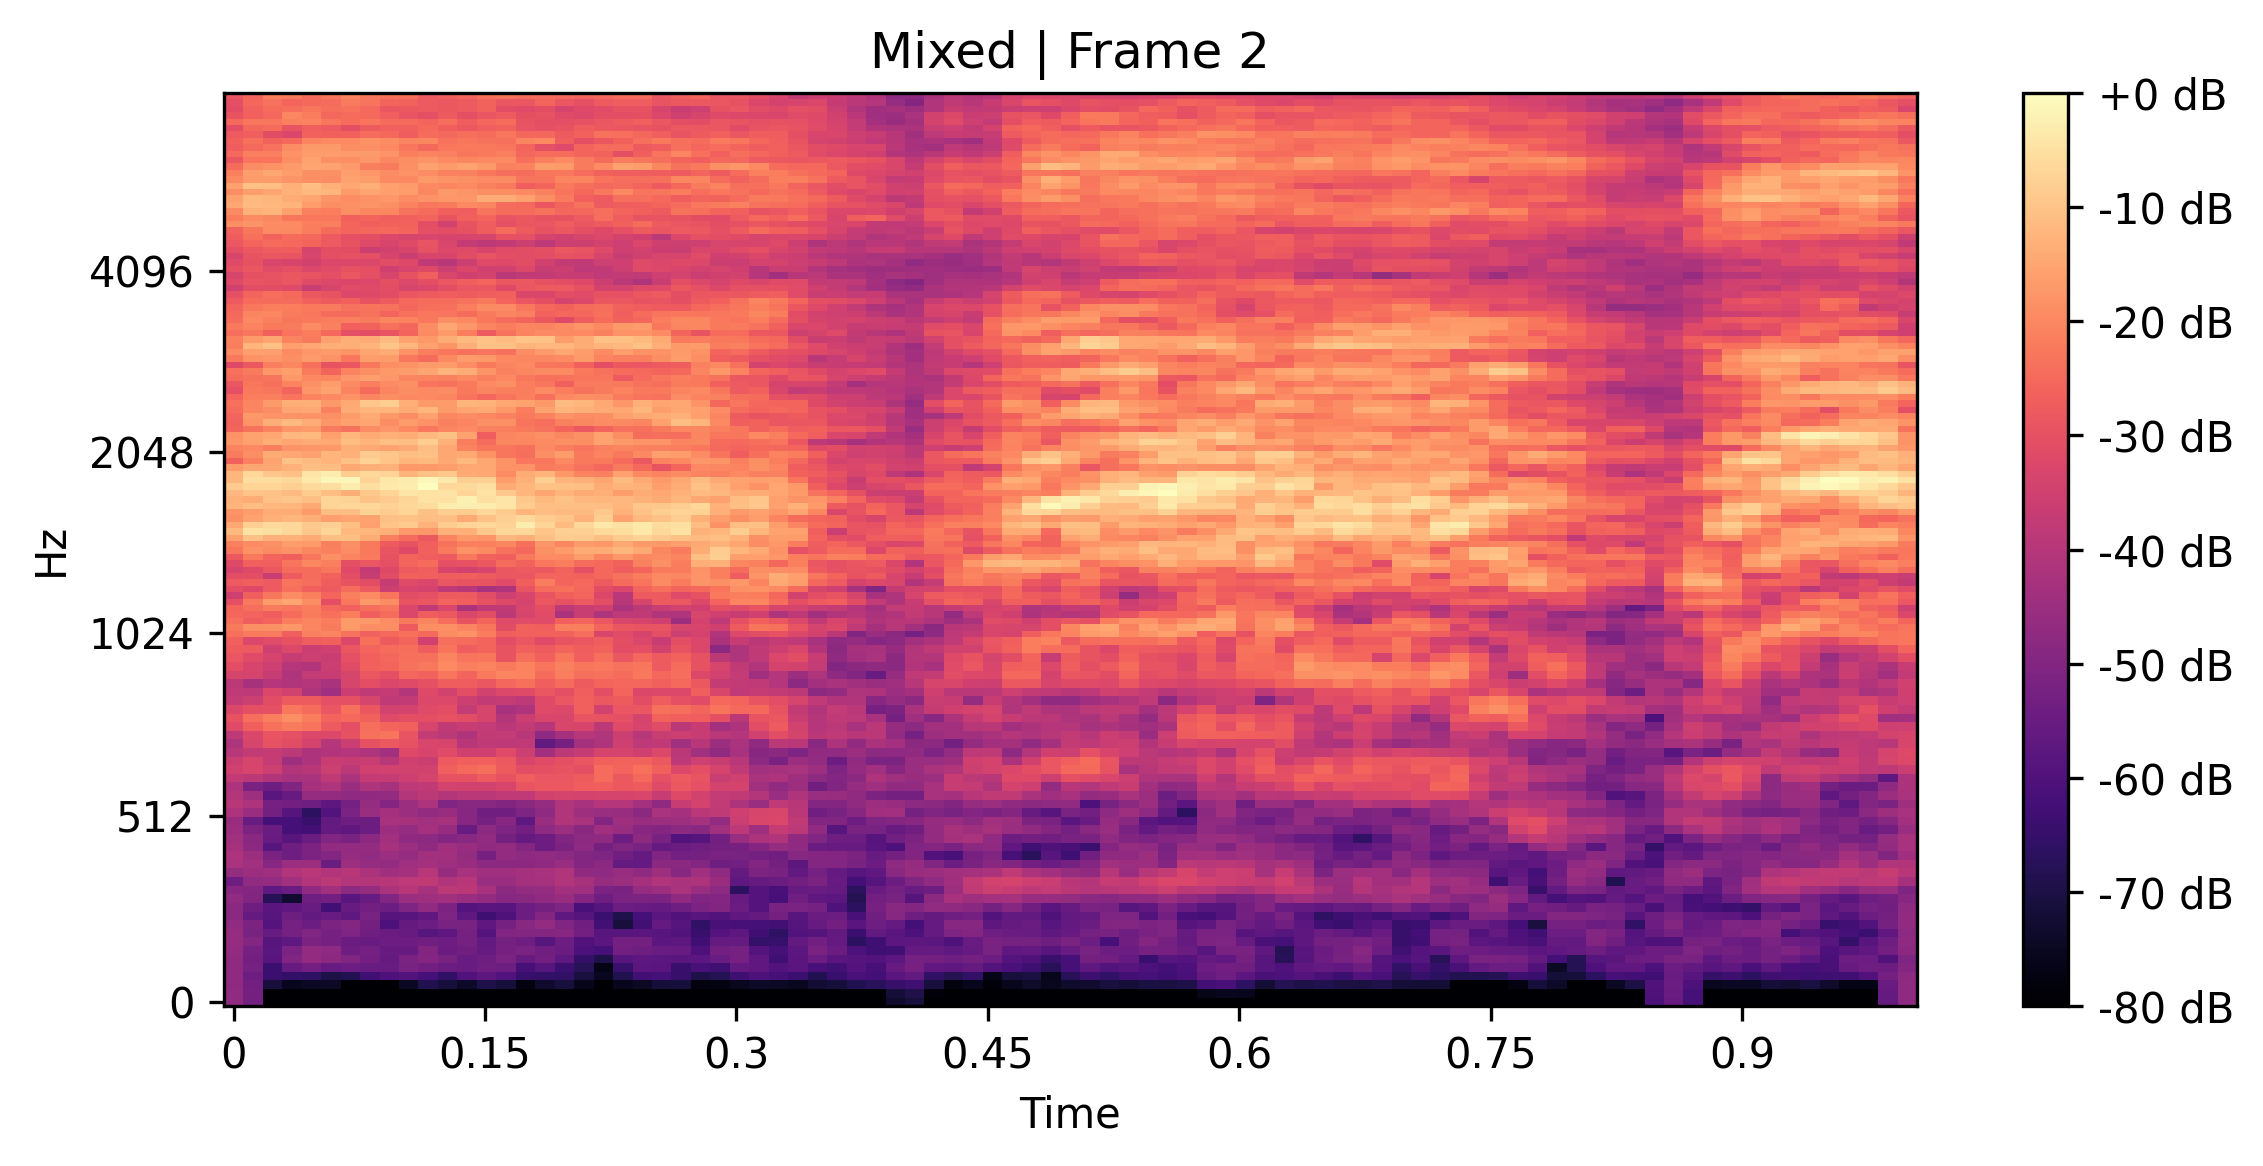 Mixed | Frame 2
+0 dB
-10 dB
-20 dB
-30 dB
-40 dB
-50 dB
-60 dB
-70 dB
-80 dB
Hz
4096
2048
1024
512
0
0 0.15 0.3 0.45 0.6 0.75 0.9
Time